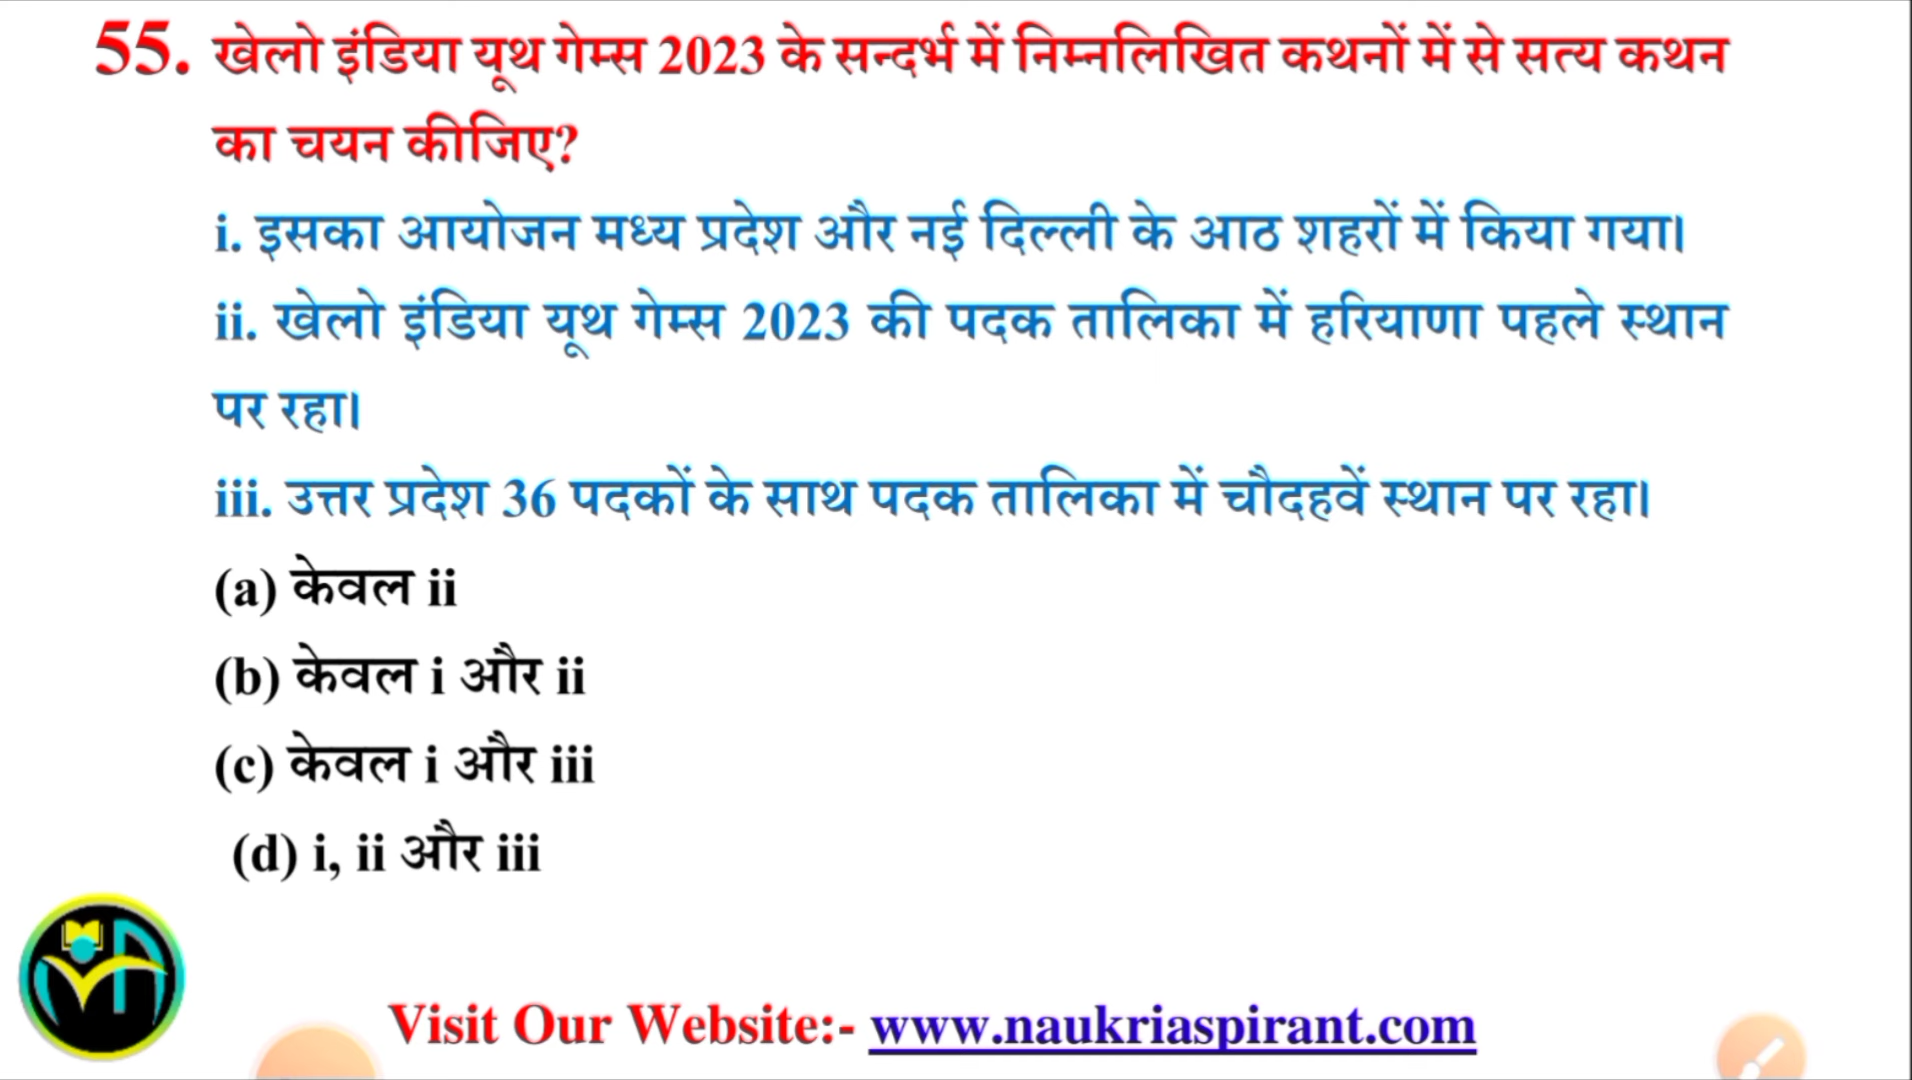 55. खेलो इंडिया यूथ गेम्स 2023 के सन्दर्भ में निम्नलिखित कथनों में से सत्य कथन
का चयन कीजिए?
i. इसका आयोजन मध्य प्रदेश और नई दिल्ली के आठ शहरों में किया गया।
ii. खेलो इंडिया यूथ गेम्स 2023 की पदक तालिका में हरियाणा पहले स्थान
पर रहा।
iii. उत्तर प्रदेश 36 पदकों के साथ पदक तालिका में चौदहवें स्थान पर रहा।
(a) केवल ii
(b) केवल i और ii
(c) केवल i और iii
(d) i, ii और iii
Visit Our Website:- www.naukriaspirant.com